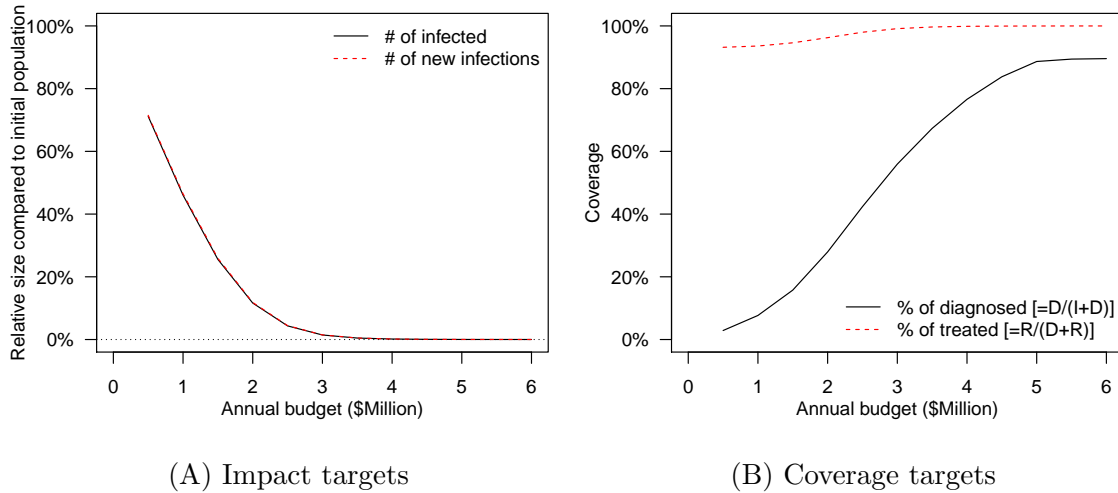 Relative size compared to initial population
100%
80%
60%
40%
20%
0%
# of infected
# of new infections
0 1 2 3 4 5 6
Annual budget ($Million)
(A) Impact targets
Coverage
100%
80%
60%
40%
20%
0%
% of diagnosed [=D/(I+D)]
% of treated [=R/(D+R)]
0 1 2 3 4 5 6
Annual budget ($Million)
(B) Coverage targets